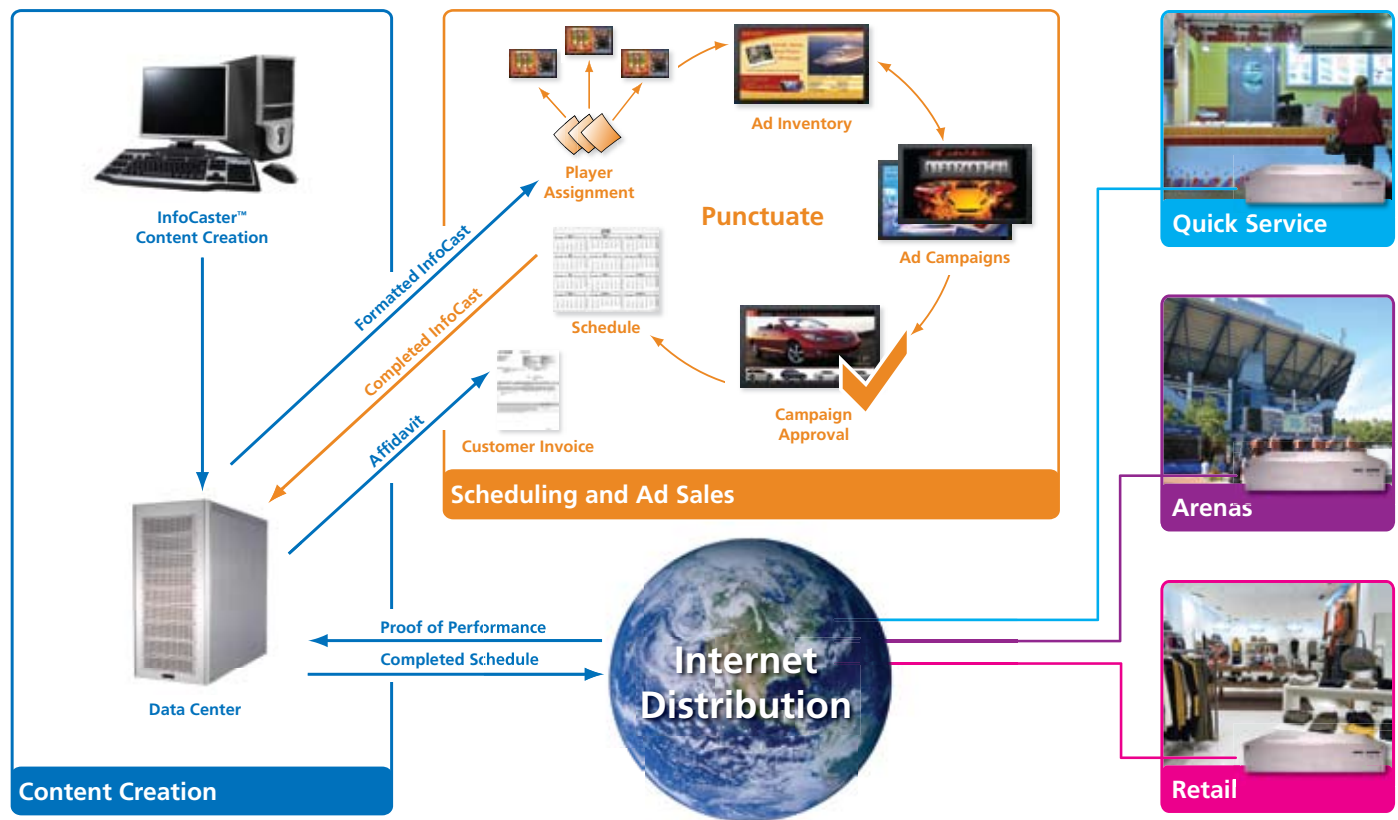 InfoCaster™
Content Creation
Data Center
Content Creation
Formatted InfoCast
Completed InfoCast
Affidavit
Proof of Performance
Completed Schedule
Player
Assignment
Ad Inventory
Punctuate
Ad Campaigns
Schedule
Campaign
Approval
Customer Invoice
Scheduling and Ad Sales
Internet
Distribution
Quick Service
Arenas
Retail